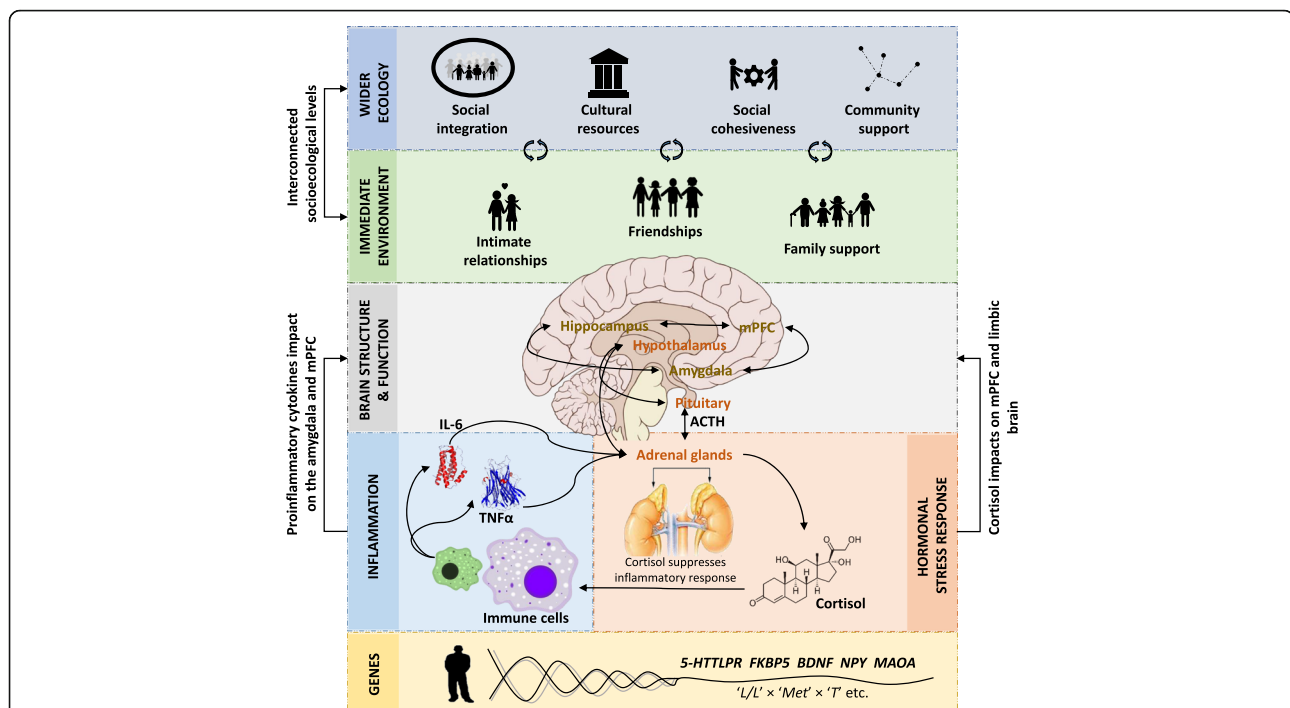 Interconnected
socioecological levels
WIDER
ECOLOGY
Social
integration
Cultural
resources
Social
cohesiveness
Community
support
IMMEDIATE
ENVIRONMENT
Intimate
relationships
Friendships
Family support
Proinflammatory cytokines impact
on the amygdala and mPFC
BRAIN STRUCTURE
& FUNCTION
Hippocampus
mPFC
Hypothalamus
Amygdala
Pituitary
ACTH
Cortisol impacts on mPFC and limbic
brain
INFLAMMATION
IL-6
TNFα
Immune cells
Adrenal glands
Cortisol suppresses
inflammatory response
O
OH
HO
OH
H
H
H
O
Cortisol
HORMONAL
STRESS RESPONSE
GENES
5-HTTLPR FKBP5 BDNF NPY MAOA
‘L/L’ × ‘Met’ × ‘T’ etc.